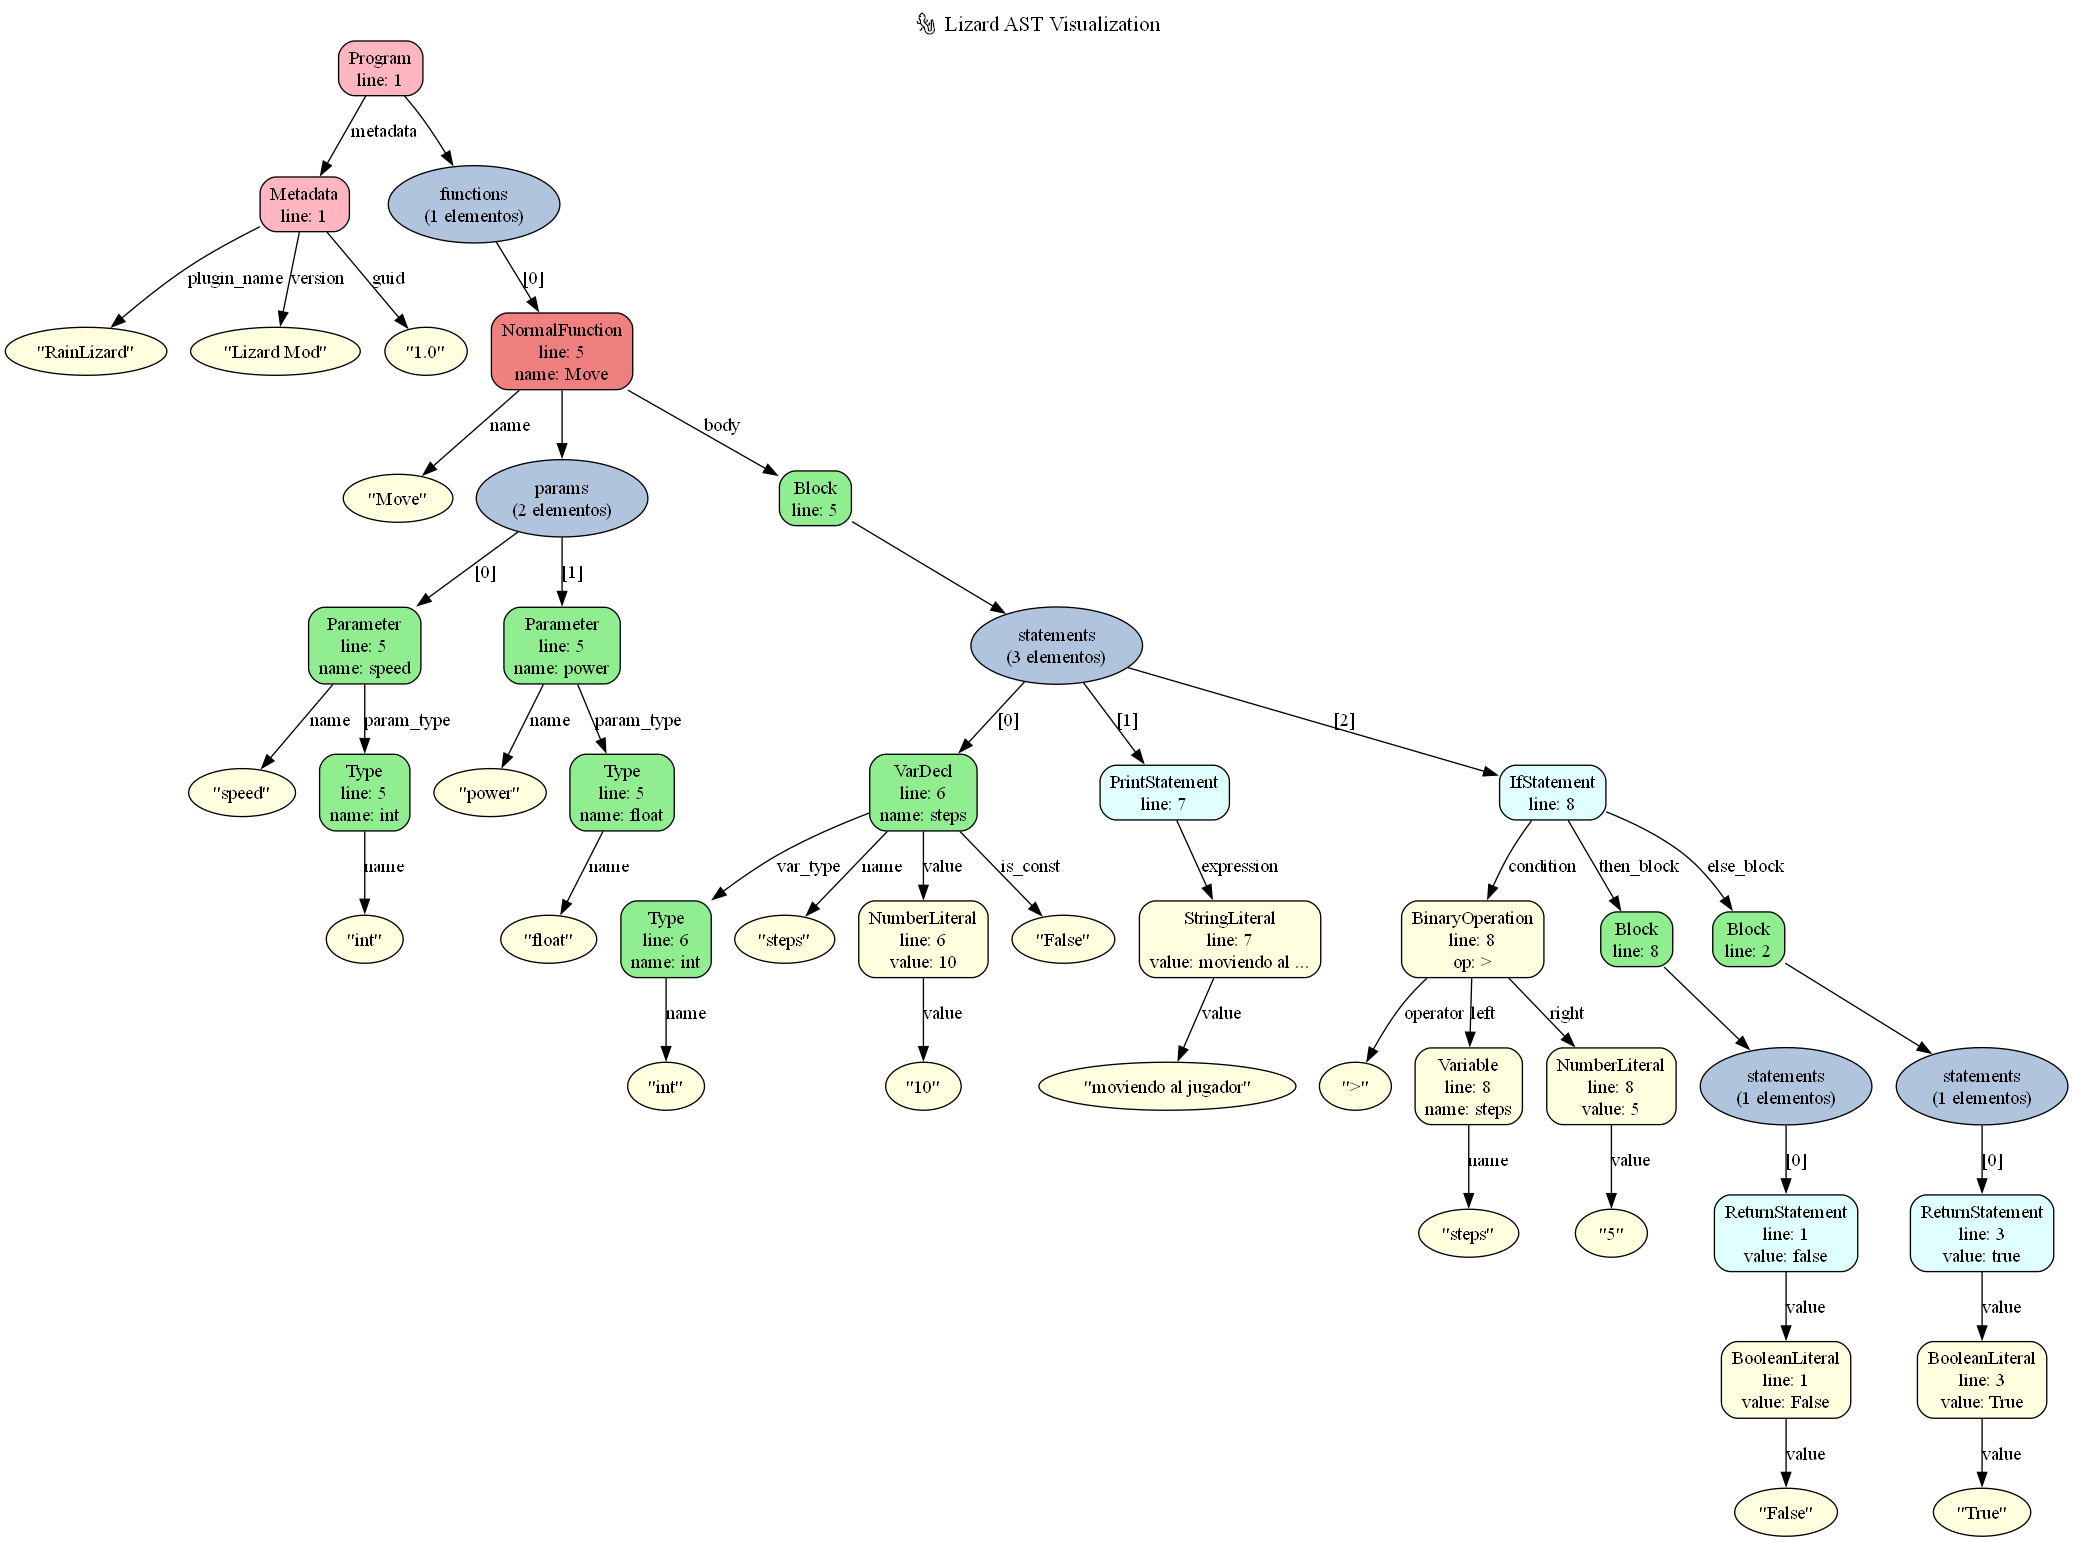 🦎 Lizard AST Visualization
Program
line: 1
metadata
Metadata
line: 1
functions
(1 elementos)
plugin_name
version
guid
[0]
"RainLizard"
"Lizard Mod"
"1.0"
NormalFunction
line: 5
name: Move
name
body
"Move"
params
(2 elementos)
Block
line: 5
[0]
[1]
Parameter
line: 5
name: speed
Parameter
line: 5
name: power
statements
(3 elementos)
name
param_type
name
param_type
[0]
[1]
[2]
"speed"
Type
line: 5
name: int
"power"
Type
line: 5
name: float
VarDecl
line: 6
name: steps
PrintStatement
line: 7
IfStatement
line: 8
name
name
var_type
name
value
is_const
expression
condition
then_block
else_block
"int"
"float"
Type
line: 6
name: int
"steps"
NumberLiteral
line: 6
value: 10
"False"
StringLiteral
line: 7
value: moviendo al ...
BinaryOperation
line: 8
op: >
Block
line: 8
Block
line: 2
name
value
value
operator
left
right
"int"
"10"
"moviendo al jugador"
">"
Variable
line: 8
name: steps
NumberLiteral
line: 8
value: 5
statements
(1 elementos)
statements
(1 elementos)
name
value
[0]
[0]
"steps"
"5"
ReturnStatement
line: 1
value: false
ReturnStatement
line: 3
value: true
value
value
BooleanLiteral
line: 1
value: False
BooleanLiteral
line: 3
value: True
value
value
"False"
"True"